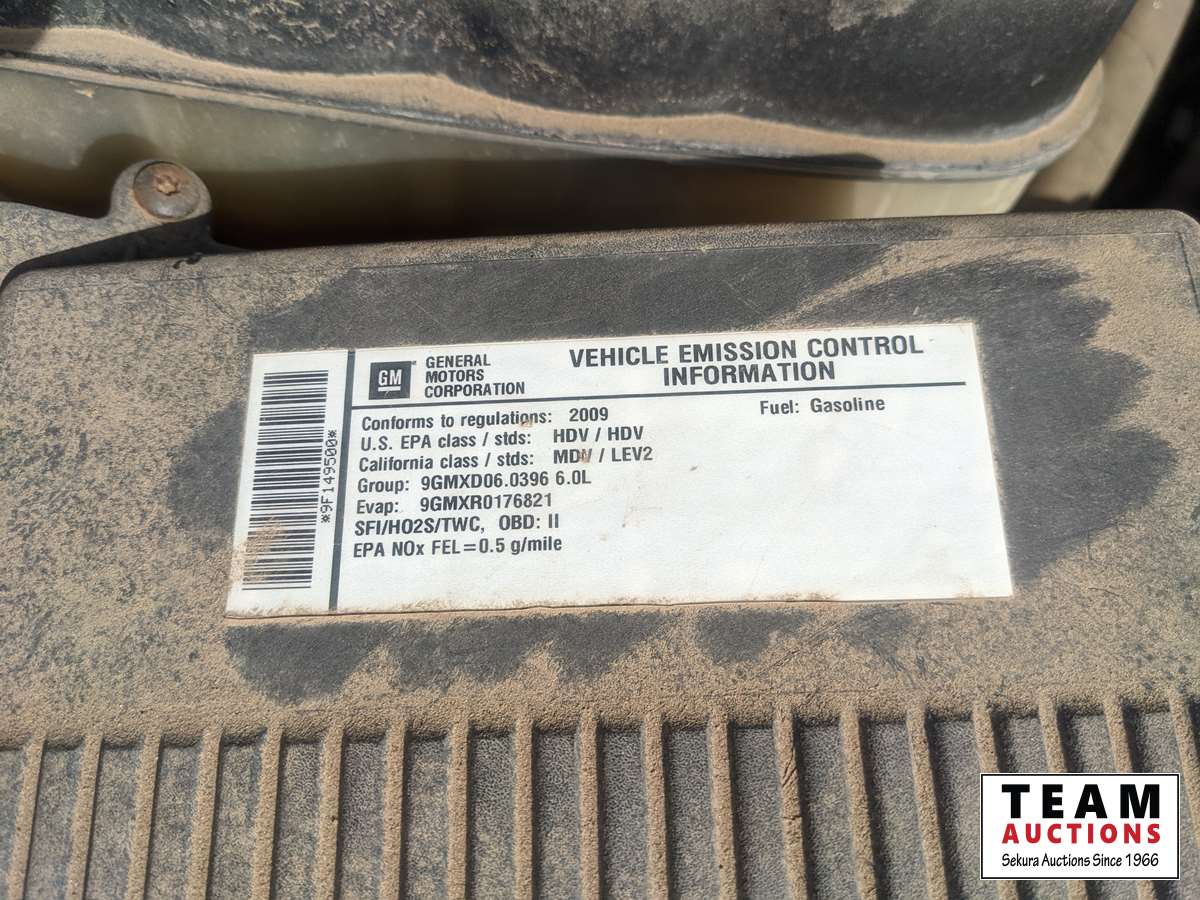 GM GENERAL MOTORS CORPORATION
VEHICLE EMISSION CONTROL
INFORMATION
Conforms to regulations: 2009
Fuel: Gasoline
U.S. EPA class / stds: HDV / HDV
California class / stds: MDV / LEV2
Group: 9GMXD06.0396 6.0L
Evap: 9GMXR0176821
SFI/HO2S/TWC, OBD: II
EPA NOx FEL=0.5 g/mile
*9F149500*
TEAM
AUCTIONS
Sekura Auctions Since 1966